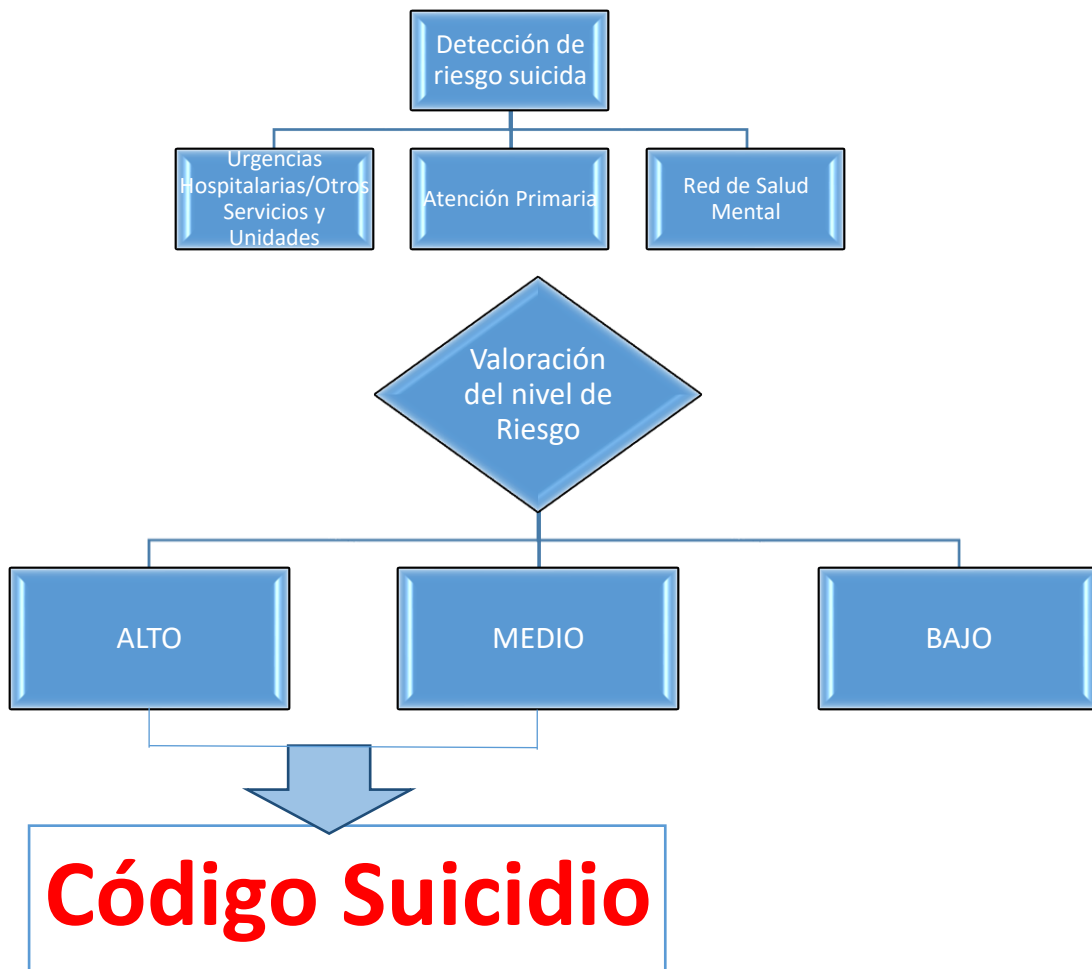 Detección de
riesgo suicida
Urgencias
Hospitalarias/Otros
Servicios y
Unidades
Atención Primaria
Red de Salud
Mental
Valoración
del nivel de
Riesgo
ALTO
MEDIO
BAJO
Código Suicidio